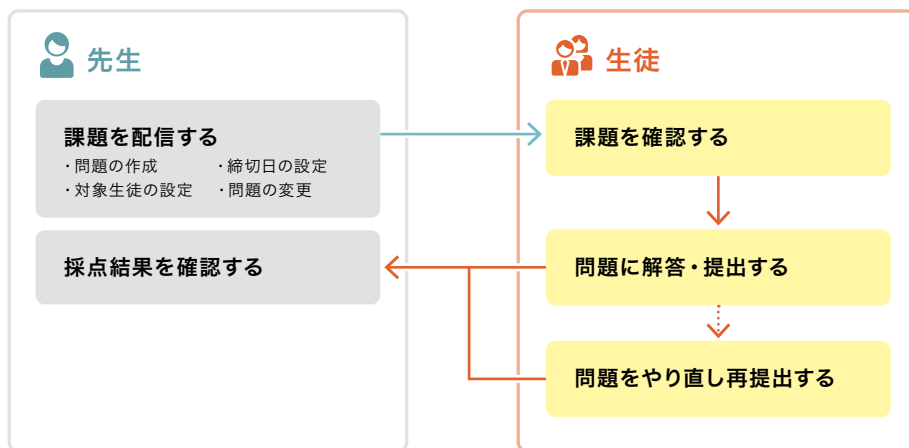 先生
課題を配信する
・問題の作成 ・締切日の設定
・対象生徒の設定 ・問題の変更
採点結果を確認する
生徒
課題を確認する
問題に解答・提出する
問題をやり直し再提出する